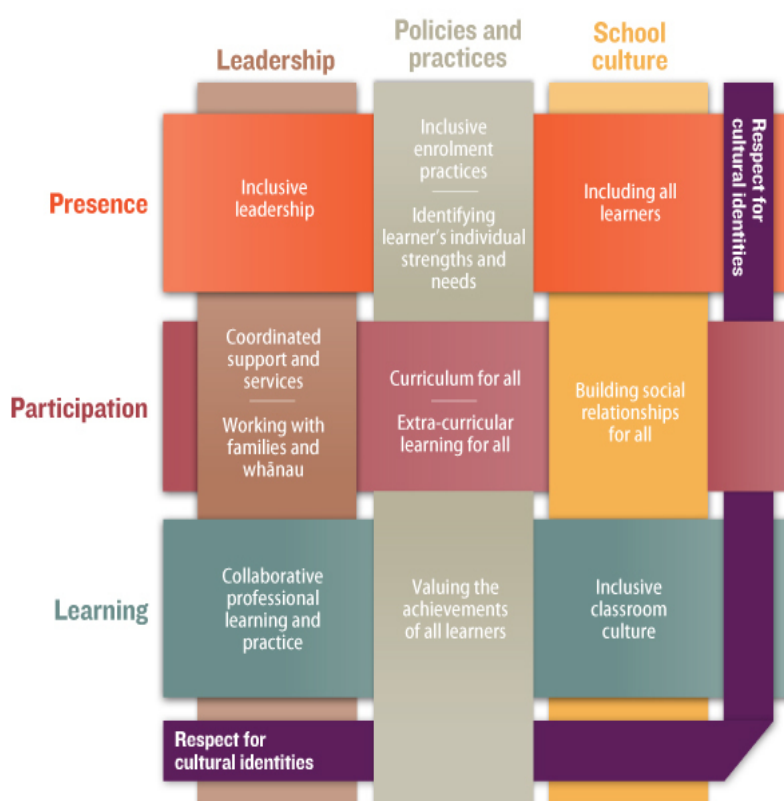 Leadership
Policies and
practices
School
culture
Presence
Inclusive
leadership
Inclusive
enrolment
practices
Identifying
learner's individual
strengths and
needs
Including all
learners
Respect for
cultural identities
Participation
Coordinated
support and
services
Working with
families and
whānau
Curriculum for all
Extra-curricular
learning for all
Building social
relationships
for all
Learning
Collaborative
professional
learning and
practice
Valuing the
achievements
of all learners
Inclusive
classroom
culture
Respect for
cultural identities